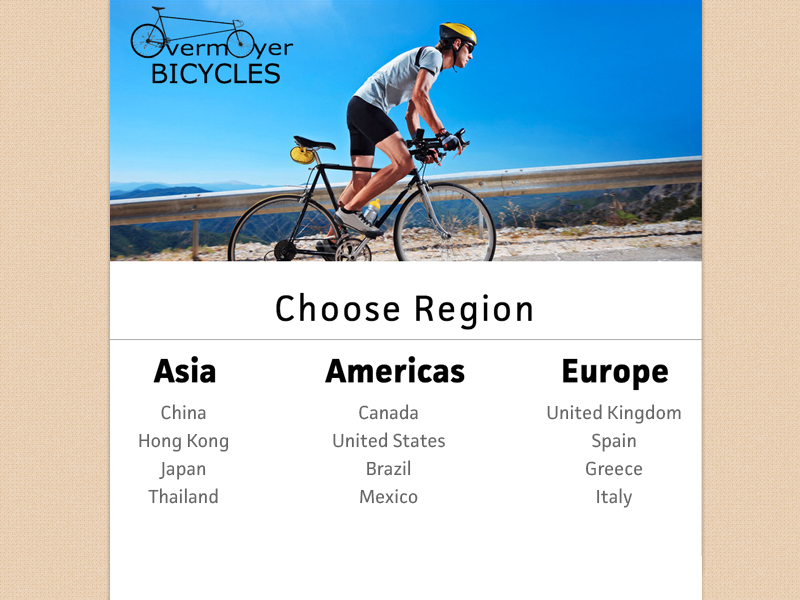 Overmoyer
BICYCLES
Choose Region
Asia
China
Hong Kong
Japan
Thailand
Americas
Canada
United States
Brazil
Mexico
Europe
United Kingdom
Spain
Greece
Italy